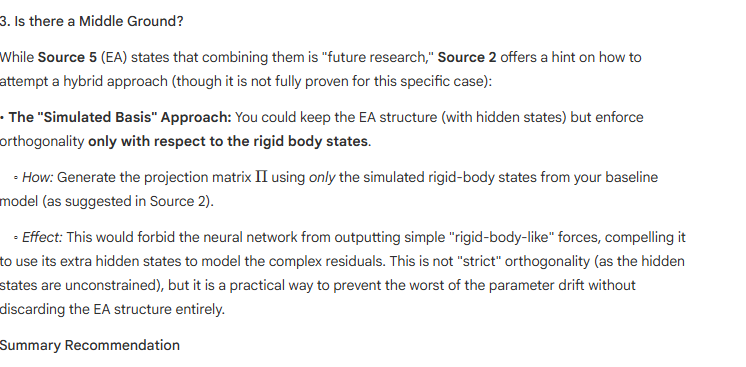 3. Is there a Middle Ground?
While Source 5 (EA) states that combining them is "future research," Source 2 offers a hint on how to
attempt a hybrid approach (though it is not fully proven for this specific case):
• The "Simulated Basis" Approach: You could keep the EA structure (with hidden states) but enforce
orthogonality only with respect to the rigid body states.
◦ How: Generate the projection matrix Π using only the simulated rigid-body states from your baseline
model (as suggested in Source 2).
◦ Effect: This would forbid the neural network from outputting simple "rigid-body-like" forces, compelling it
to use its extra hidden states to model the complex residuals. This is not "strict" orthogonality (as the hidden
states are unconstrained), but it is a practical way to prevent the worst of the parameter drift without
discarding the EA structure entirely.
Summary Recommendation